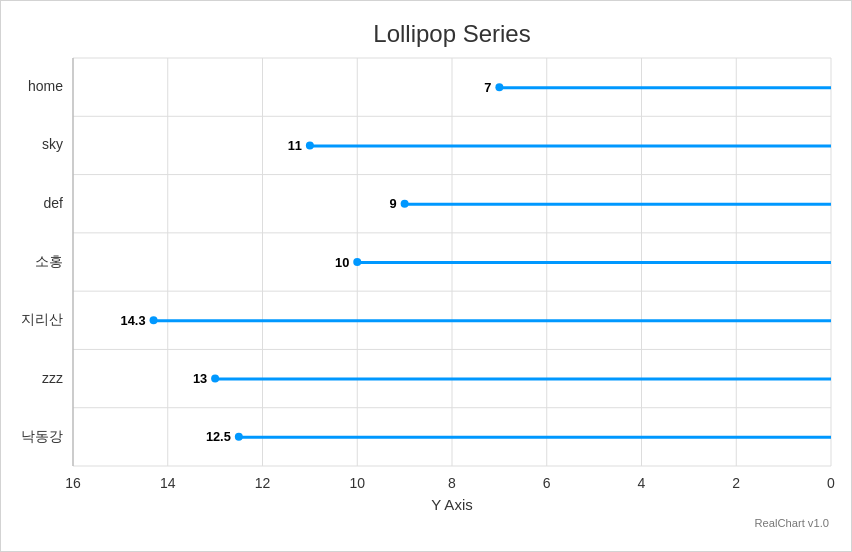 Lollipop Series
home 7
sky 11
def 9
소홍 10
지리산 14.3
zzz 13
낙동강 12.5
16 14 12 10 8 6 4 2 0
Y Axis
RealChart v1.0